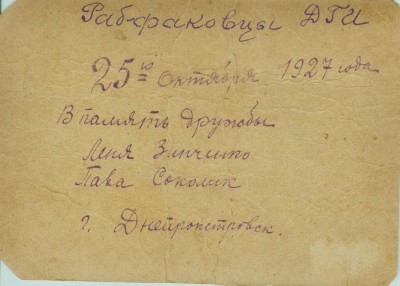 Рабфаковцы ДГИ
25го октября 1927 года
В память дружбы
Леня Зинченко
Пава Соколик
г. Днепропетровск.